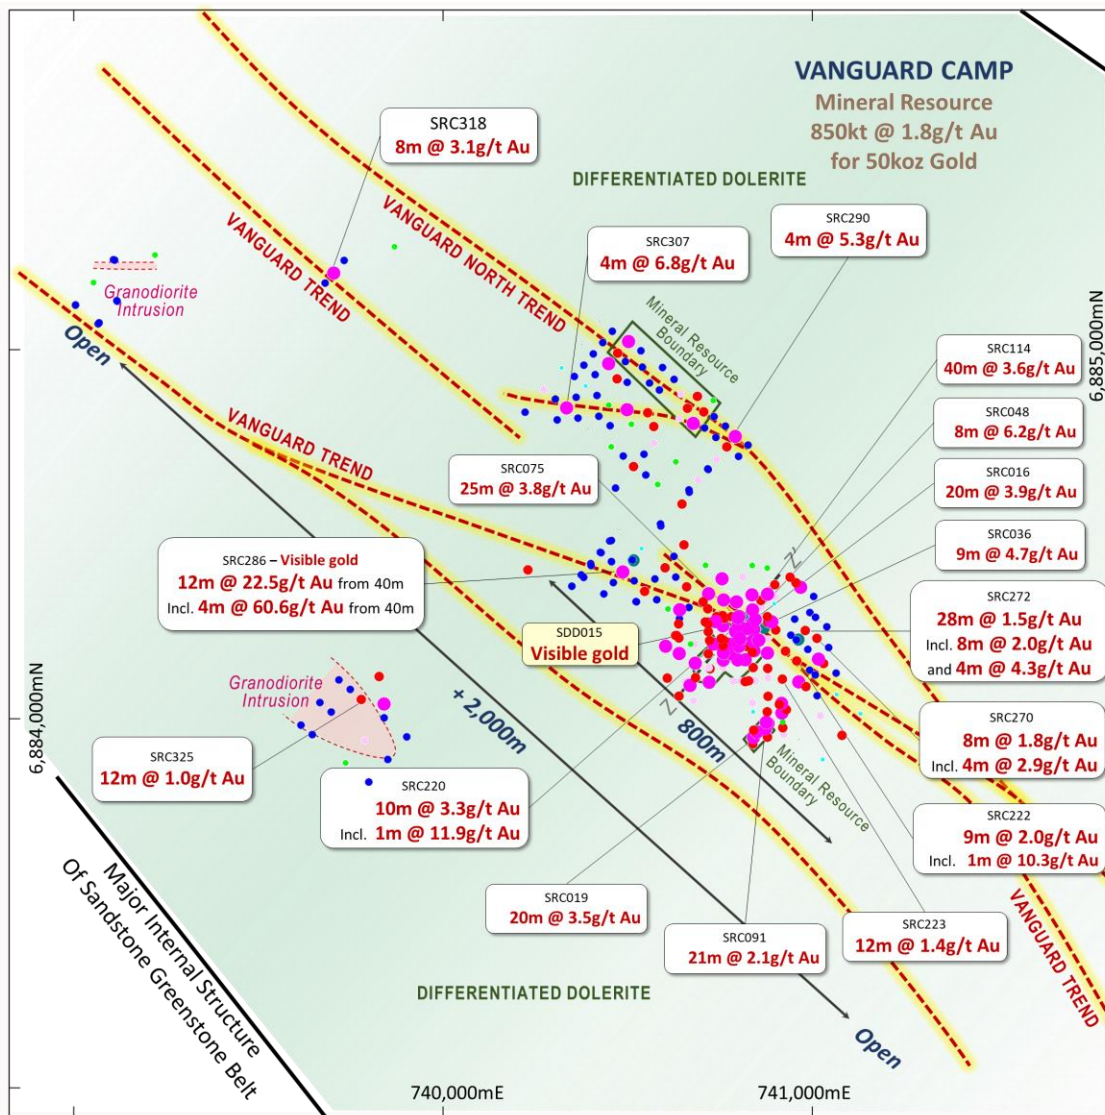 VANGUARD CAMP
Mineral Resource
850kt @ 1.8g/t Au
for 50koz Gold
SRC318
8m @ 3.1g/t Au
DIFFERENTIATED DOLERITE
SRC290
4m @ 5.3g/t Au
SRC307
4m @ 6.8g/t Au
VANGUARD TREND
VANGUARD NORTH TREND
Granodiorite
Intrusion
Open
Mineral Resource
Boundary
6,885,000mN
SRC114
40m @ 3.6g/t Au
SRC048
8m @ 6.2g/t Au
SRC016
20m @ 3.9g/t Au
SRC036
9m @ 4.7g/t Au
VANGUARD TREND
SRC075
25m @ 3.8g/t Au
SRC286 – Visible gold
12m @ 22.5g/t Au from 40m
Incl. 4m @ 60.6g/t Au from 40m
Z'
SRC272
28m @ 1.5g/t Au
Incl. 8m @ 2.0g/t Au
and 4m @ 4.3g/t Au
SDD015
Visible gold
Granodiorite
Intrusion
6,884,000mN
+ 2,000m
Z
800m
SRC270
8m @ 1.8g/t Au
Incl. 4m @ 2.9g/t Au
SRC325
12m @ 1.0g/t Au
SRC220
10m @ 3.3g/t Au
Incl. 1m @ 11.9g/t Au
Mineral Resource
Boundary
SRC222
9m @ 2.0g/t Au
Incl. 1m @ 10.3g/t Au
SRC019
20m @ 3.5g/t Au
SRC091
21m @ 2.1g/t Au
SRC223
12m @ 1.4g/t Au
VANGUARD TREND
Major Internal Structure
Of Sandstone Greenstone Belt
DIFFERENTIATED DOLERITE
Open
740,000mE
741,000mE